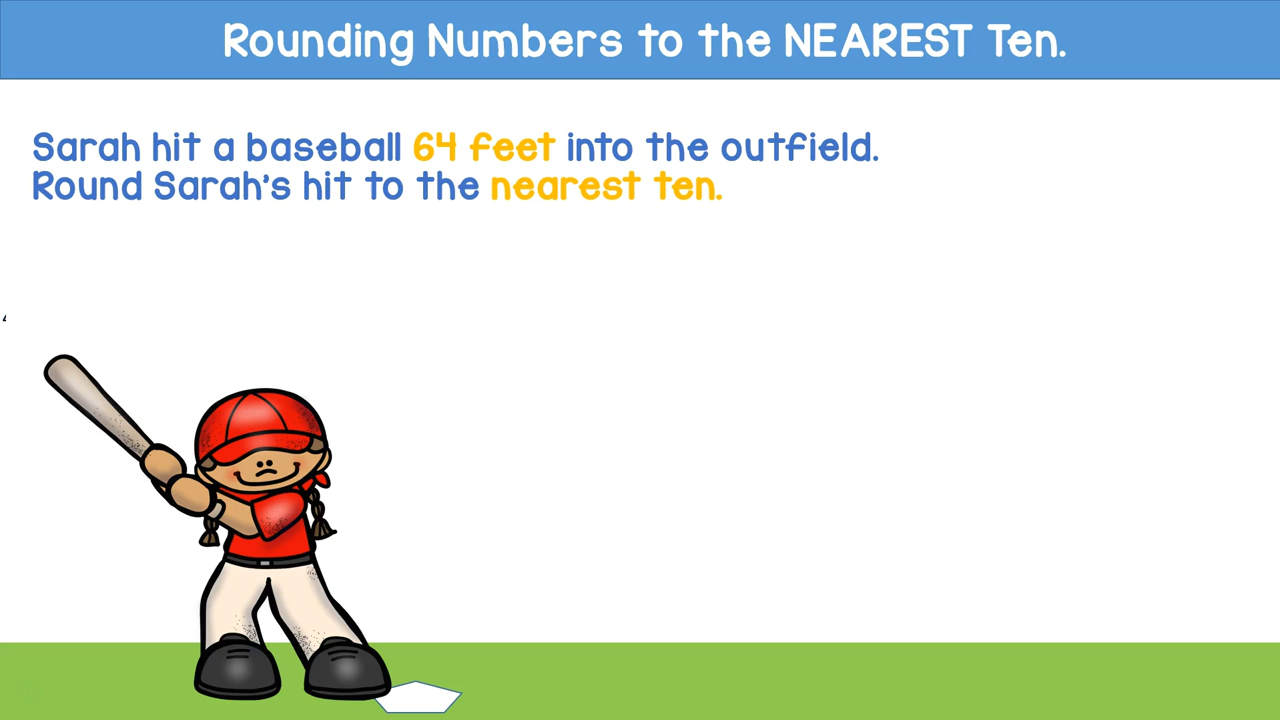 Rounding Numbers to the NEAREST Ten.
Sarah hit a baseball 64 feet into the outfield.
Round Sarah's hit to the nearest ten.